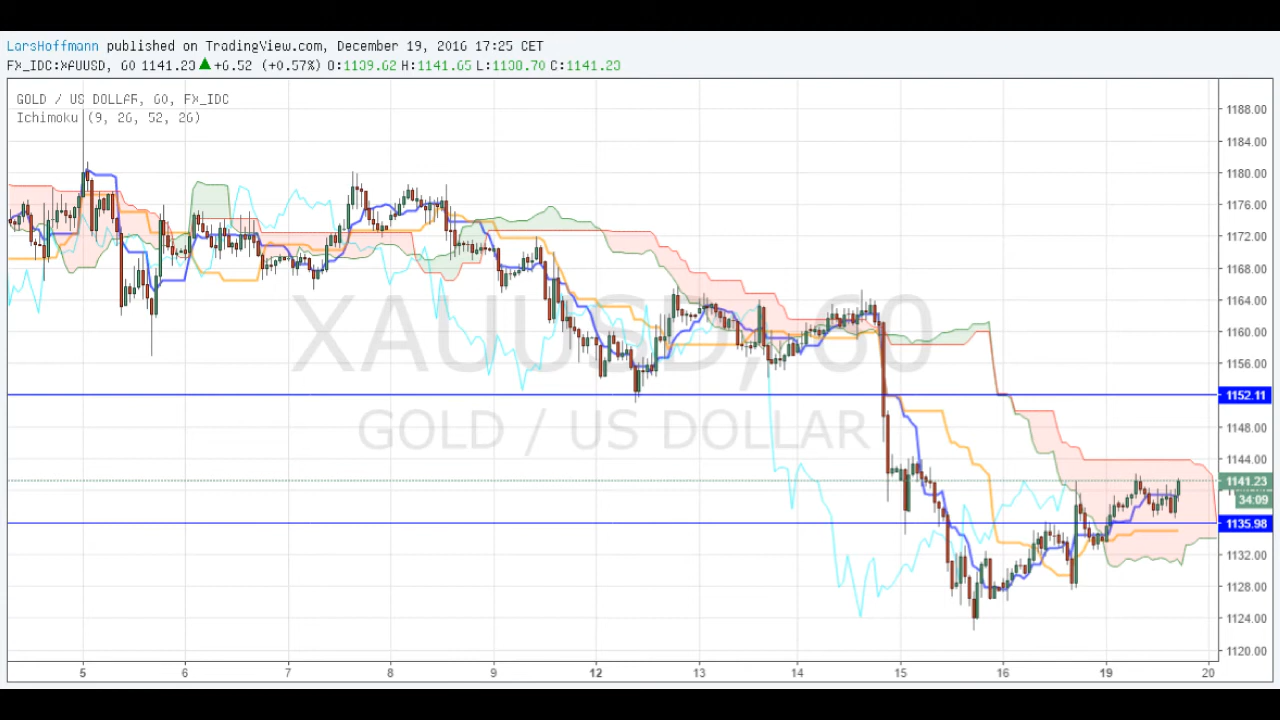 LarsHoffmann published on TradingView.com, December 19, 2016 17:25 CET
FX_IDC:XAUUSD, 60 1141.23 ▲ +6.52 (+0.57%) O:1139.62 H:1141.65 L:1138.70 C:1141.23
GOLD / US DOLLAR, 60, FX_IDC
Ichimoku (9, 26, 52, 26)
XAUUSD, 60
GOLD / US DOLLAR
1188.00
1184.00
1180.00
1176.00
1172.00
1168.00
1164.00
1160.00
1156.00
1152.11
1148.00
1144.00
1141.23
34:09
1135.98
1132.00
1128.00
1124.00
1120.00
5 6 7 8 9 12 13 14 15 16 19 20